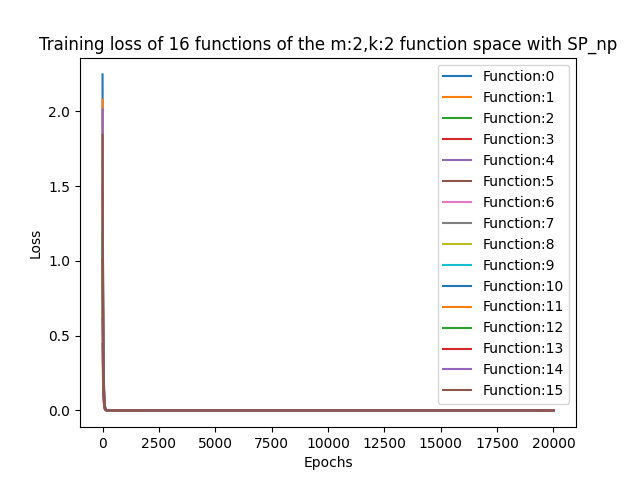 Training loss of 16 functions of the m:2,k:2 function space with SP_np
Function:0
Function:1
Function:2
Function:3
Function:4
Function:5
Function:6
Function:7
Function:8
Function:9
Function:10
Function:11
Function:12
Function:13
Function:14
Function:15
2.0
1.5
1.0
0.5
0.0
Loss
0 2500 5000 7500 10000 12500 15000 17500 20000
Epochs